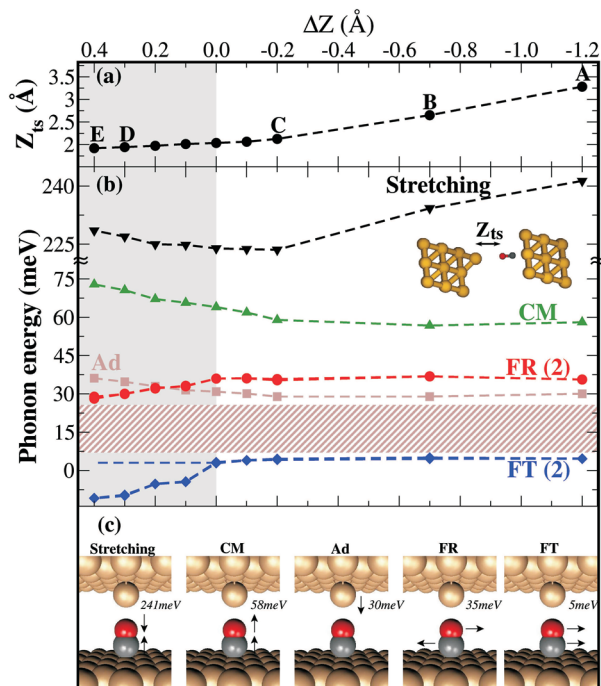 ΔZ (Å)
0.4 0.2 0.0 -0.2 -0.4 -0.6 -0.8 -1.0 -1.2
(a)
Z_ts (Å)
3.5
3
2.5
2
E D C B A
(b)
Phonon energy (meV)
240
225
75
60
45
30
15
0
Stretching
Z_ts
CM
Ad
FR (2)
FT (2)
(c)
Stretching CM Ad FR FT
241meV 58meV 30meV 35meV 5meV